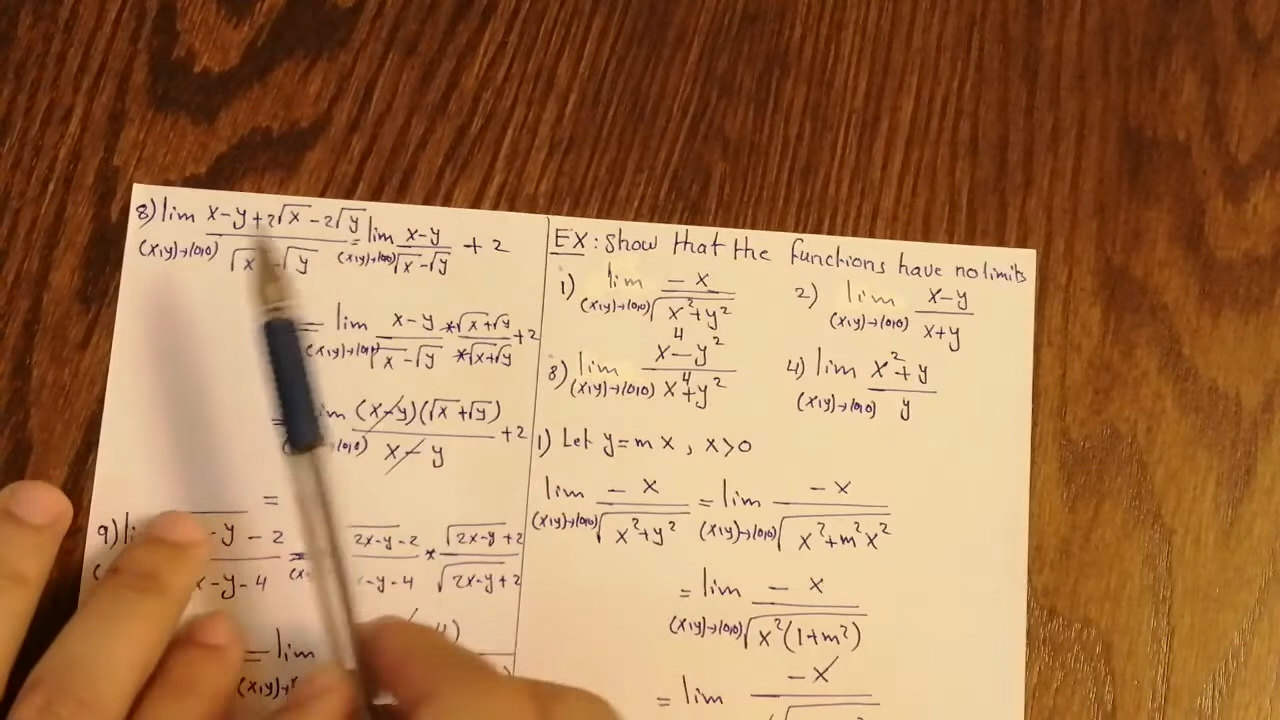 8) lim x-y+2√x-2√y / √x-√y = lim x-y / √x-√y + 2
(x,y)→(0,0) (x,y)→(0,0)
= lim x-y / √x-√y *√x+√y / *√x+√y +2
(x,y)→(0,0)
= lim (x-y)(√x+√y) / x-y +2
=
9) -y - 2 / x-y-4 = 2x-y-2 / x-y-4 * √2x-y+2 / √2x-y+2
= lim
EX: show that the functions have no limits
1) lim -x / √x²+y² 2) lim x-y / x+y
(x,y)→(0,0) (x,y)→(0,0)
8) lim x⁴-y² / x⁴+y² 4) lim x²+y / y
(x,y)→(0,0) (x,y)→(0,0)
1) Let y=mx, x>0
lim -x / √x²+y² = lim -x / √x²+m²x²
(x,y)→(0,0) (x,y)→(0,0)
= lim -x / √x²(1+m²)
(x,y)→(0,0)
= lim -x